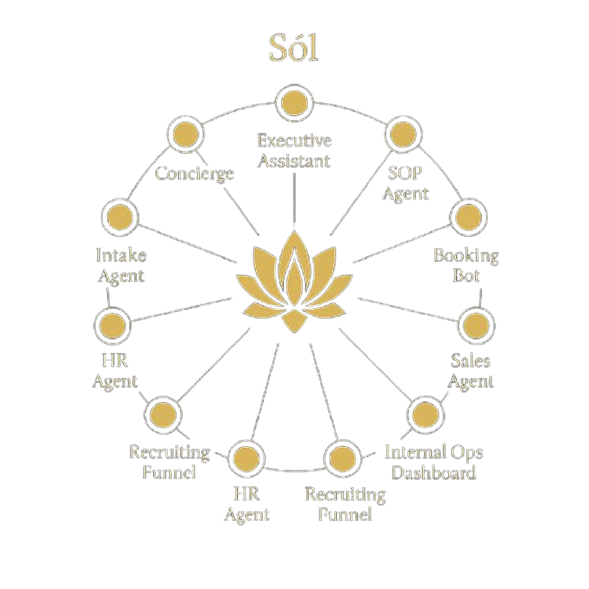 Sól
Executive
Assistant
Concierge
SOP
Agent
Intake
Agent
Booking
Bot
HR
Agent
Sales
Agent
Recruiting
Funnel
Internal Ops
Dashboard
HR
Agent
Recruiting
Funnel